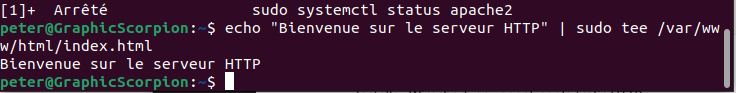 [1]+  Arrêté                 sudo systemctl status apache2
peter@GraphicScorpion:~$ echo "Bienvenue sur le serveur HTTP" | sudo tee /var/ww
w/html/index.html
Bienvenue sur le serveur HTTP
peter@GraphicScorpion:~$